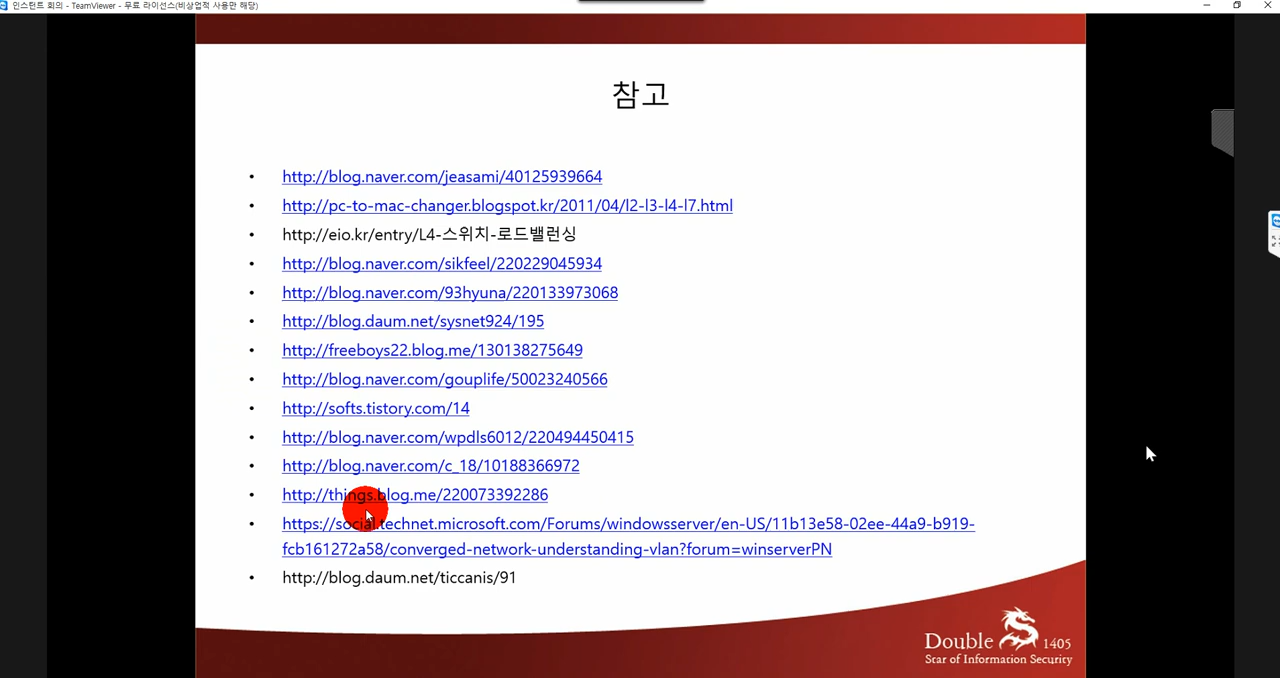 인스턴트 회의 - TeamViewer - 무료 라이선스(비상업적 사용만 해당)
참고
• http://blog.naver.com/jeasami/40125939664
• http://pc-to-mac-changer.blogspot.kr/2011/04/l2-l3-l4-l7.html
• http://eio.kr/entry/L4-스위치-로드밸런싱
• http://blog.naver.com/sikfeel/220229045934
• http://blog.naver.com/93hyuna/220133973068
• http://blog.daum.net/sysnet924/195
• http://freeboys22.blog.me/130138275649
• http://blog.naver.com/gouplife/50023240566
• http://softs.tistory.com/14
• http://blog.naver.com/wpdls6012/220494450415
• http://blog.naver.com/c_18/10188366972
• http://things.blog.me/220073392286
• https://social.technet.microsoft.com/Forums/windowsserver/en-US/11b13e58-02ee-44a9-b919-
fcb161272a58/converged-network-understanding-vlan?forum=winserverPN
• http://blog.daum.net/ticcanis/91
Double 1405
Star of Information Security